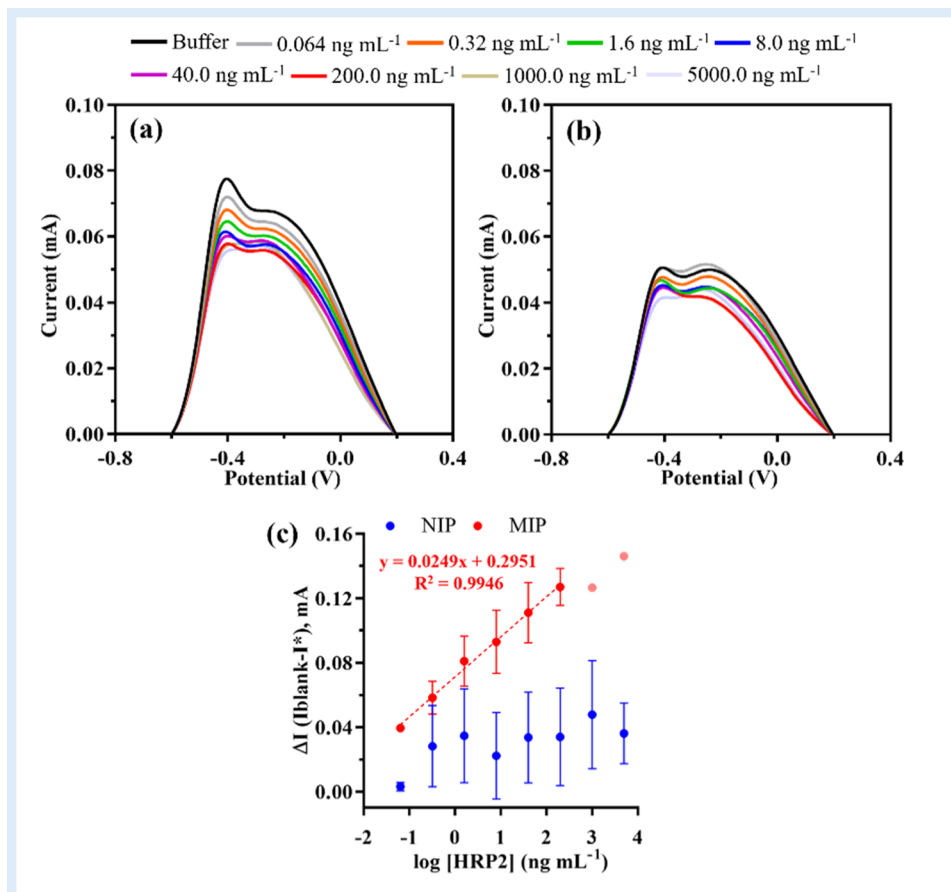 Buffer 0.064 ng mL⁻¹ 0.32 ng mL⁻¹ 1.6 ng mL⁻¹ 8.0 ng mL⁻¹
40.0 ng mL⁻¹ 200.0 ng mL⁻¹ 1000.0 ng mL⁻¹ 5000.0 ng mL⁻¹
(a)
Current (mA)
0.10
0.08
0.06
0.04
0.02
0.00
-0.8 -0.4 0.0 0.4
Potential (V)
(b)
Current (mA)
0.10
0.08
0.06
0.04
0.02
0.00
-0.8 -0.4 0.0 0.4
Potential (V)
(c)
NIP MIP
y = 0.0249x + 0.2951
R² = 0.9946
ΔI (Iblank-I*), mA
0.16
0.12
0.08
0.04
0.00
-2 -1 0 1 2 3 4
log [HRP2] (ng mL⁻¹)